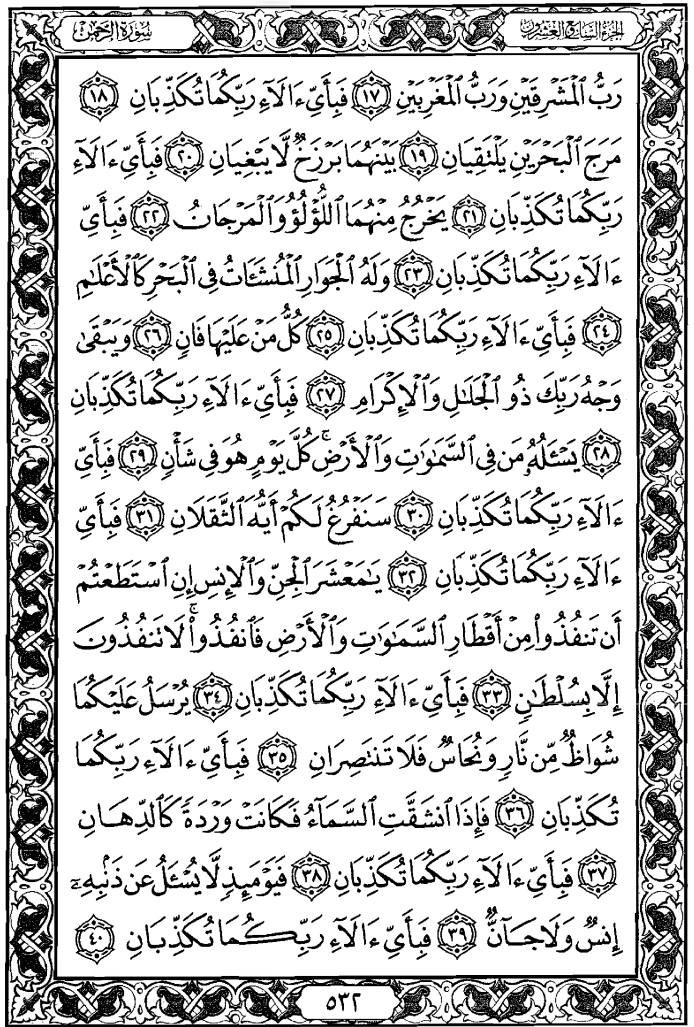 الجزء السابع والعشرون
سورة الرحمن
رَبُّ ٱلْمَشْرِقَيْنِ وَرَبُّ ٱلْمَغْرِبَيْنِ ١٧ فَبِأَيِّ ءَالَآءِ رَبِّكُمَا تُكَذِّبَانِ ١٨
مَرَجَ ٱلْبَحْرَيْنِ يَلْتَقِيَانِ ١٩ بَيْنَهُمَا بَرْزَخٌ لَّا يَبْغِيَانِ ٢٠ فَبِأَيِّ ءَالَآءِ
رَبِّكُمَا تُكَذِّبَانِ ٢١ يَخْرُجُ مِنْهُمَا ٱللُّؤْلُؤُ وَٱلْمَرْجَانُ ٢٢ فَبِأَيِّ
ءَالَآءِ رَبِّكُمَا تُكَذِّبَانِ ٢٣ وَلَهُ ٱلْجَوَارِ ٱلْمُنشَـَٔاتُ فِى ٱلْبَحْرِ كَٱلْأَعْلَٰمِ
٢٤ فَبِأَيِّ ءَالَآءِ رَبِّكُمَا تُكَذِّبَانِ ٢٥ كُلُّ مَنْ عَلَيْهَا فَانٍ ٢٦ وَيَبْقَىٰ
وَجْهُ رَبِّكَ ذُو ٱلْجَلَٰلِ وَٱلْإِكْرَامِ ٢٧ فَبِأَيِّ ءَالَآءِ رَبِّكُمَا تُكَذِّبَانِ
٢٨ يَسْـَٔلُهُۥ مَن فِى ٱلسَّمَٰوَٰتِ وَٱلْأَرْضِ ۚ كُلَّ يَوْمٍ هُوَ فِى شَأْنٍ ٢٩ فَبِأَيِّ
ءَالَآءِ رَبِّكُمَا تُكَذِّبَانِ ٣٠ سَنَفْرُغُ لَكُمْ أَيُّهَ ٱلثَّقَلَانِ ٣١ فَبِأَيِّ
ءَالَآءِ رَبِّكُمَا تُكَذِّبَانِ ٣٢ يَٰمَعْشَرَ ٱلْجِنِّ وَٱلْإِنسِ إِنِ ٱسْتَطَعْتُمْ
أَن تَنفُذُوا۟ مِنْ أَقْطَارِ ٱلسَّمَٰوَٰتِ وَٱلْأَرْضِ فَٱنفُذُوا۟ ۚ لَا تَنفُذُونَ
إِلَّا بِسُلْطَٰنٍ ٣٣ فَبِأَيِّ ءَالَآءِ رَبِّكُمَا تُكَذِّبَانِ ٣٤ يُرْسَلُ عَلَيْكُمَا
شُوَاظٌ مِّن نَّارٍ وَنُحَاسٌ فَلَا تَنتَصِرَانِ ٣٥ فَبِأَيِّ ءَالَآءِ رَبِّكُمَا
تُكَذِّبَانِ ٣٦ فَإِذَا ٱنشَقَّتِ ٱلسَّمَآءُ فَكَانَتْ وَرْدَةً كَٱلدِّهَانِ
٣٧ فَبِأَيِّ ءَالَآءِ رَبِّكُمَا تُكَذِّبَانِ ٣٨ فَيَوْمَئِذٍ لَّا يُسْـَٔلُ عَن ذَنۢبِهِۦٓ
إِنسٌ وَلَا جَآنٌّ ٣٩ فَبِأَيِّ ءَالَآءِ رَبِّكُمَا تُكَذِّبَانِ ٤٠
٥٣٢